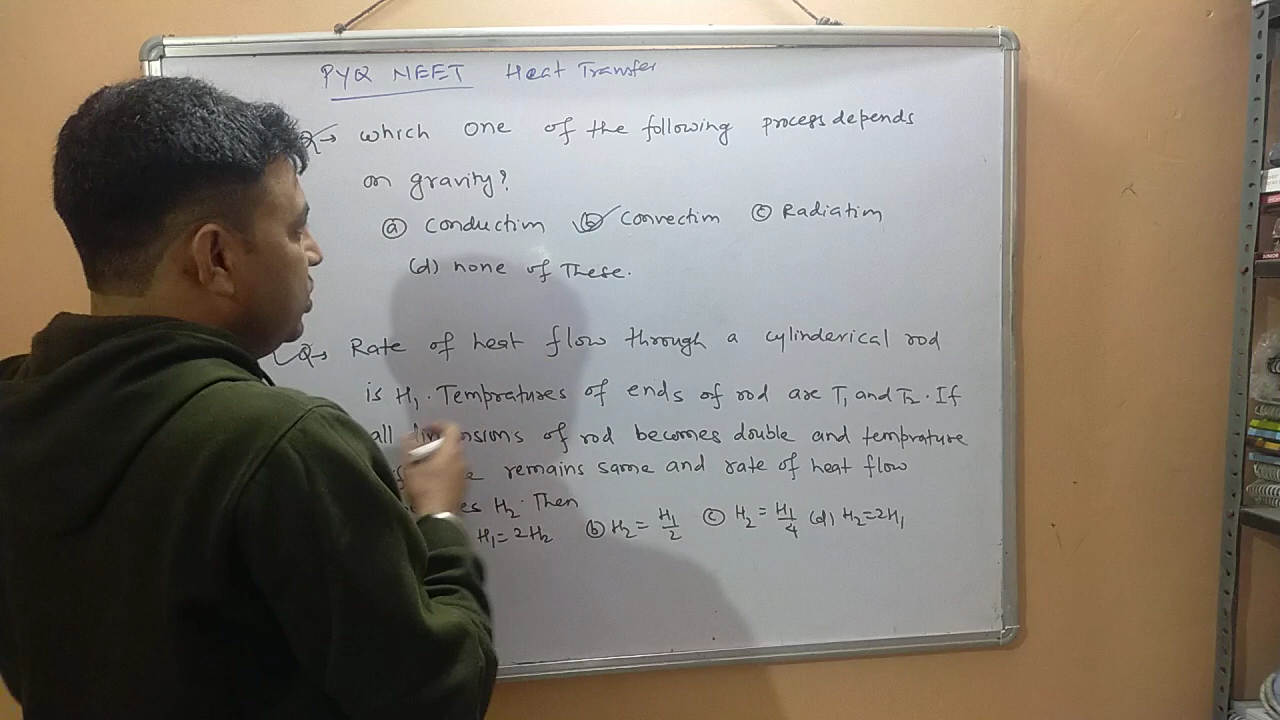 PYQ NEET Heat Transfer
Q→ which one of the following process depends
on gravity?
(a) Conduction (b) Convection (c) Radiation
(d) none of These.
Q→ Rate of heat flow through a cylinderical rod
is H₁. Tempratures of ends of rod are T₁ and T₂. If
all dimensions of rod becomes double and temprature
remains same and rate of heat flow
H₂. Then
H₁=2H₂ (b) H₂=H₁/2 (c) H₂=H₁/4 (d) H₂=2H₁
JUNIOR